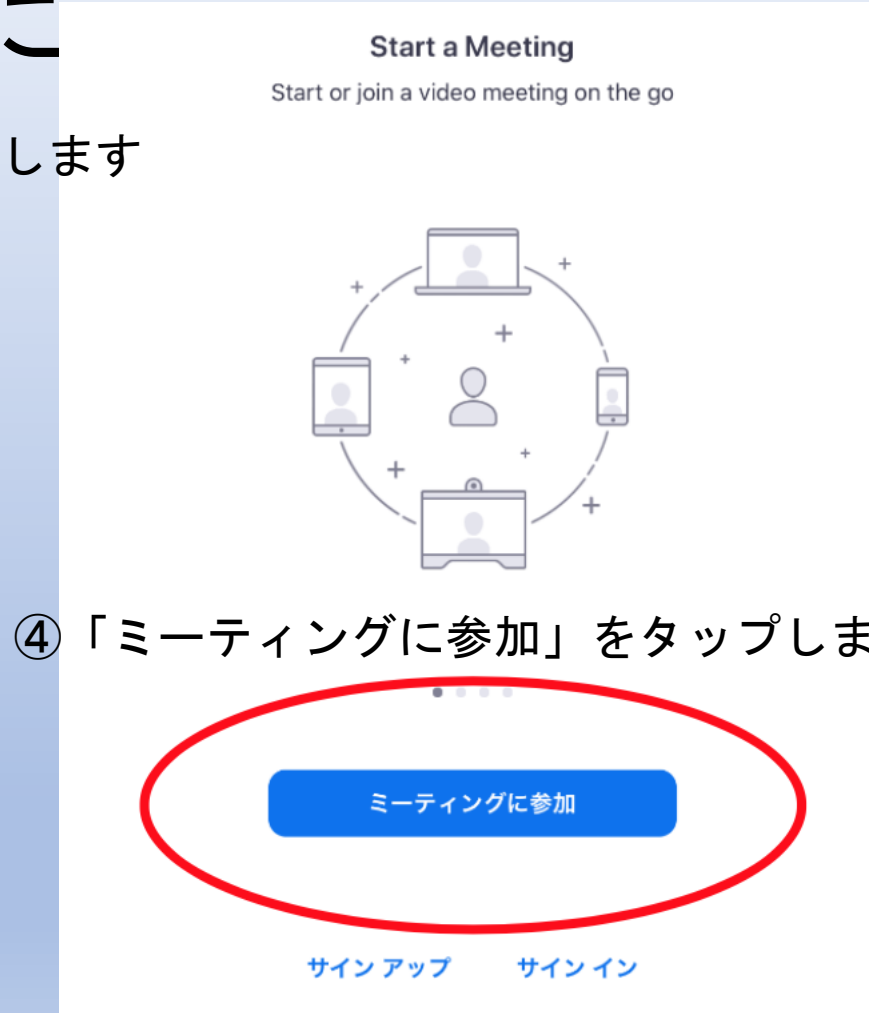 こ
Start a Meeting
Start or join a video meeting on the go
します
④「ミーティングに参加」をタップしま
ミーティングに参加
サイン アップ サイン イン